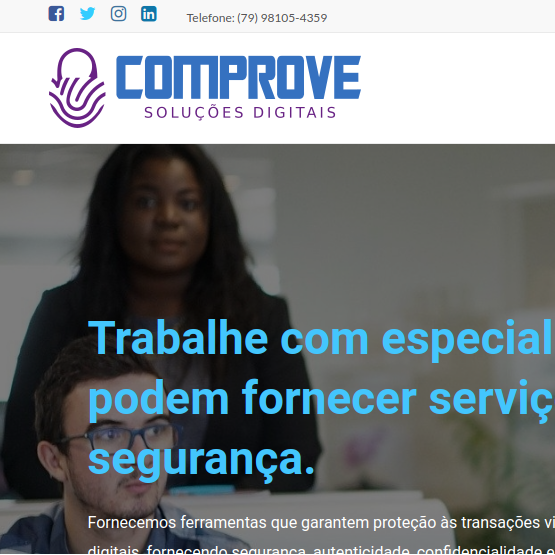 Telefone: (79) 98105-4359
COMPROVE
SOLUÇÕES DIGITAIS
Trabalhe com especial
podem fornecer serviç
segurança.
Fornecemos ferramentas que garantem proteção às transações vi
digitais, fornecendo segurança, autenticidade, confidencialidade e